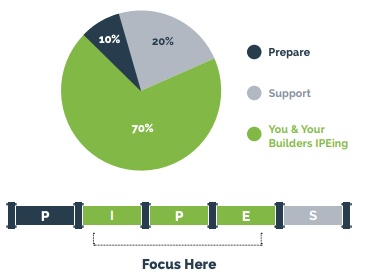 10%
20%
70%
Prepare
Support
You & Your
Builders IPEing
P I P E S
Focus Here